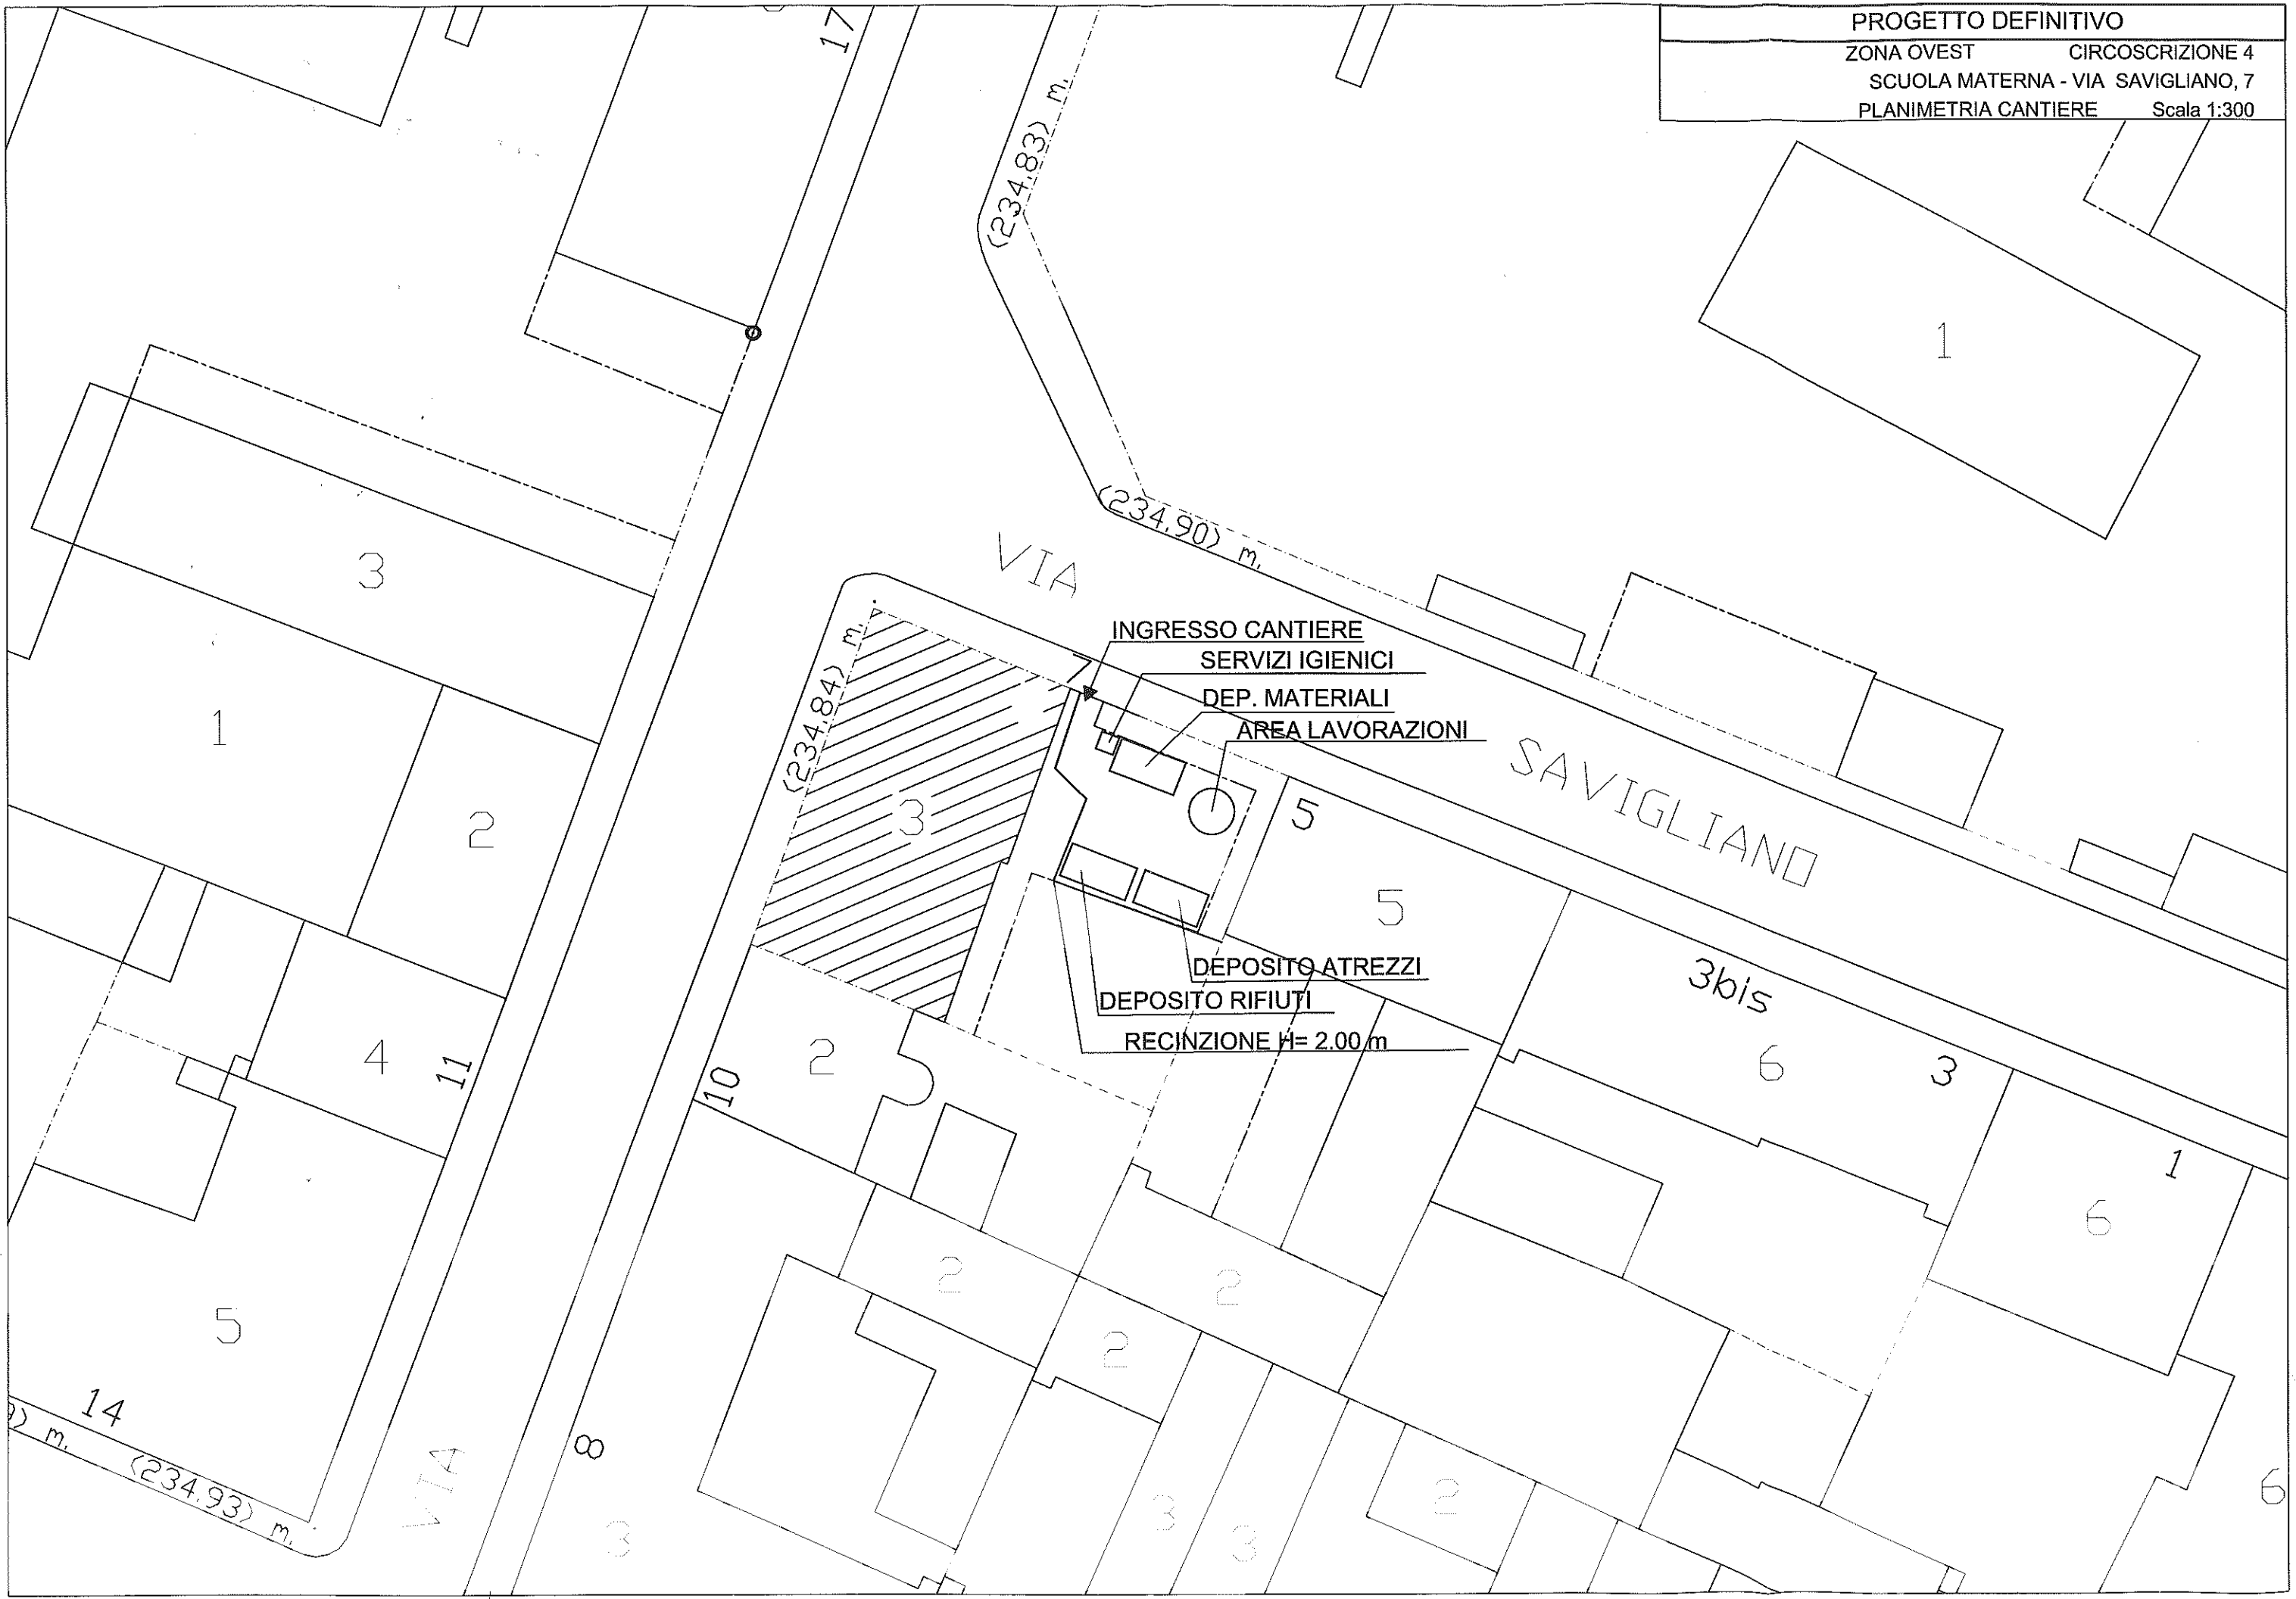 PROGETTO DEFINITIVO
ZONA OVEST CIRCOSCRIZIONE 4
SCUOLA MATERNA - VIA SAVIGLIANO, 7
PLANIMETRIA CANTIERE Scala 1:300
17
(234.83) m.
1
(234.90) m.
VIA
SAVIGLIANO
3
INGRESSO CANTIERE
SERVIZI IGIENICI
DEP. MATERIALI
AREA LAVORAZIONI
(234.84) m.
7
1
3
5
2
5
DEPOSITO ATREZZI
DEPOSITO RIFIUTI
RECINZIONE H= 2.00 m
3bis
4
11
2
10
6
3
1
6
2
2
5
2
14
m.
(234.93) m.
VIA
8
3
3
3
2
6